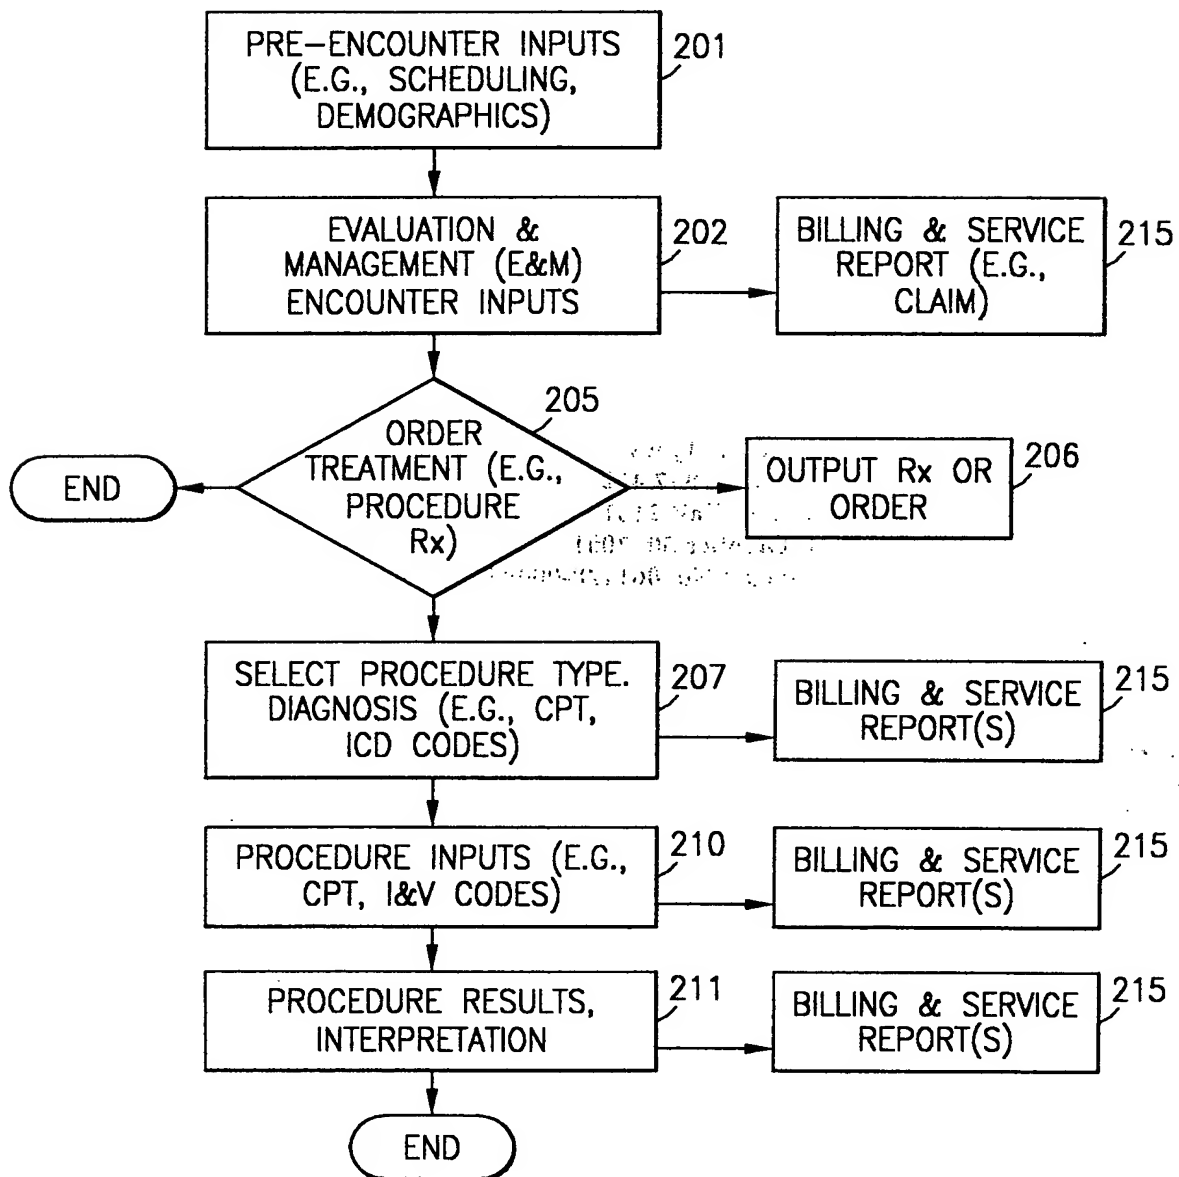 PRE-ENCOUNTER INPUTS
(E.G., SCHEDULING,
DEMOGRAPHICS)
201
EVALUATION &
MANAGEMENT (E&M)
ENCOUNTER INPUTS
202
BILLING & SERVICE
REPORT (E.G.,
CLAIM)
215
ORDER
TREATMENT (E.G.,
PROCEDURE
Rx)
205
END
OUTPUT Rx OR
ORDER
206
SELECT PROCEDURE TYPE.
DIAGNOSIS (E.G., CPT,
ICD CODES)
207
BILLING & SERVICE
REPORT(S)
215
PROCEDURE INPUTS (E.G.,
CPT, I&V CODES)
210
BILLING & SERVICE
REPORT(S)
215
PROCEDURE RESULTS,
INTERPRETATION
211
BILLING & SERVICE
REPORT(S)
215
END